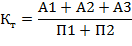 Кт = (А1 + А2 + А3) / (П1 + П2)